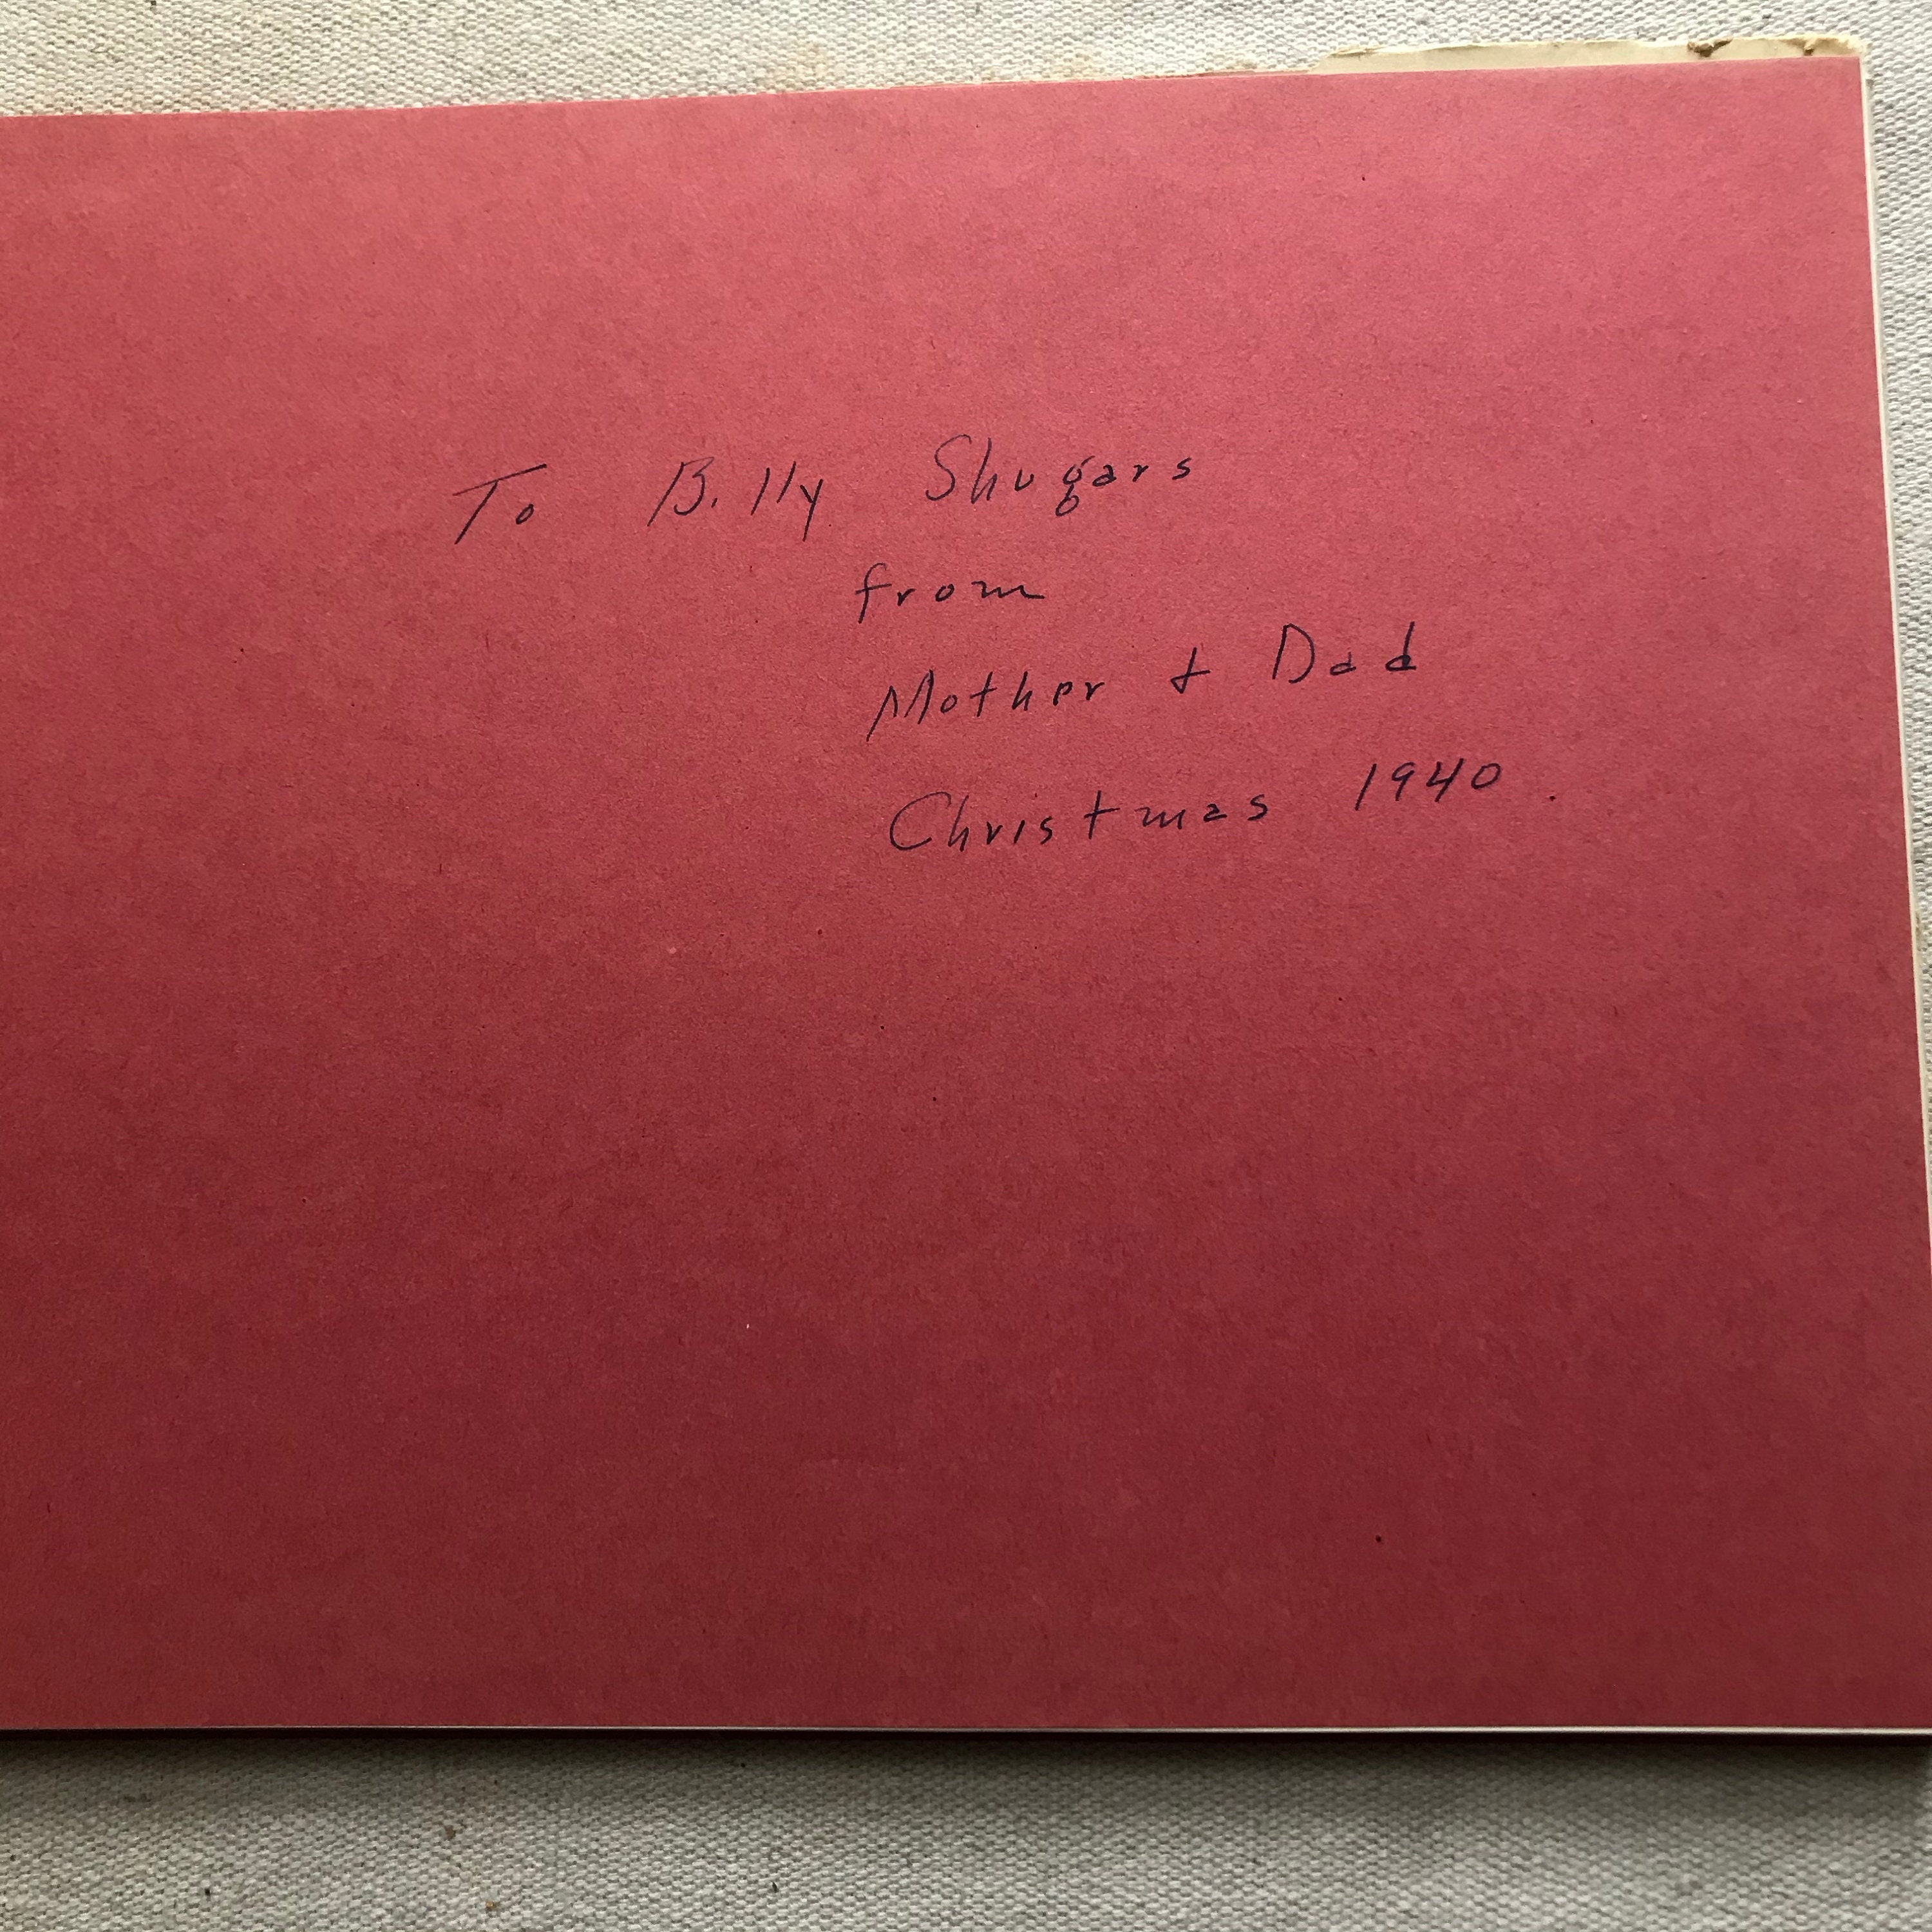 To Billy Shugars
from
Mother & Dad
Christmas 1940.